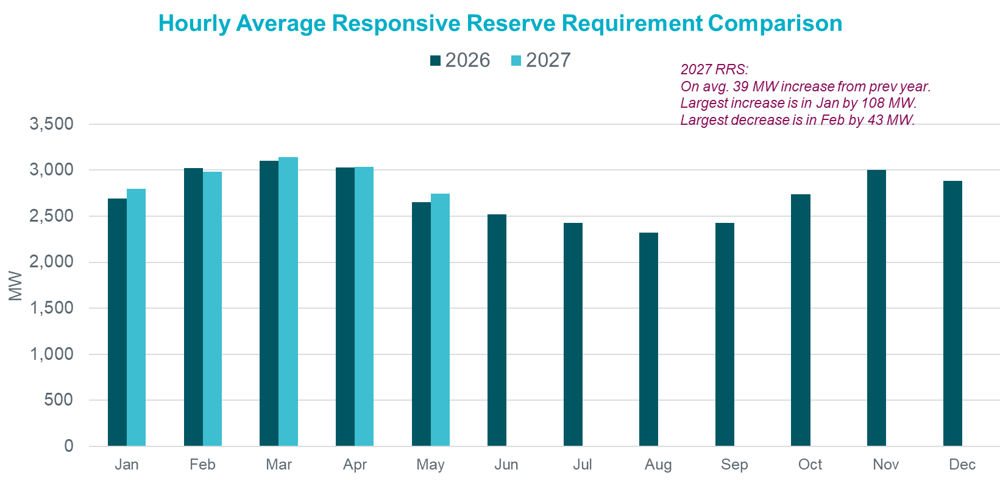 Hourly Average Responsive Reserve Requirement Comparison
2026 2027
2027 RRS:
On avg. 39 MW increase from prev year.
Largest increase is in Jan by 108 MW.
Largest decrease is in Feb by 43 MW.
3,500
3,000
2,500
2,000
1,500
1,000
500
0
MW
Jan Feb Mar Apr May Jun Jul Aug Sep Oct Nov Dec